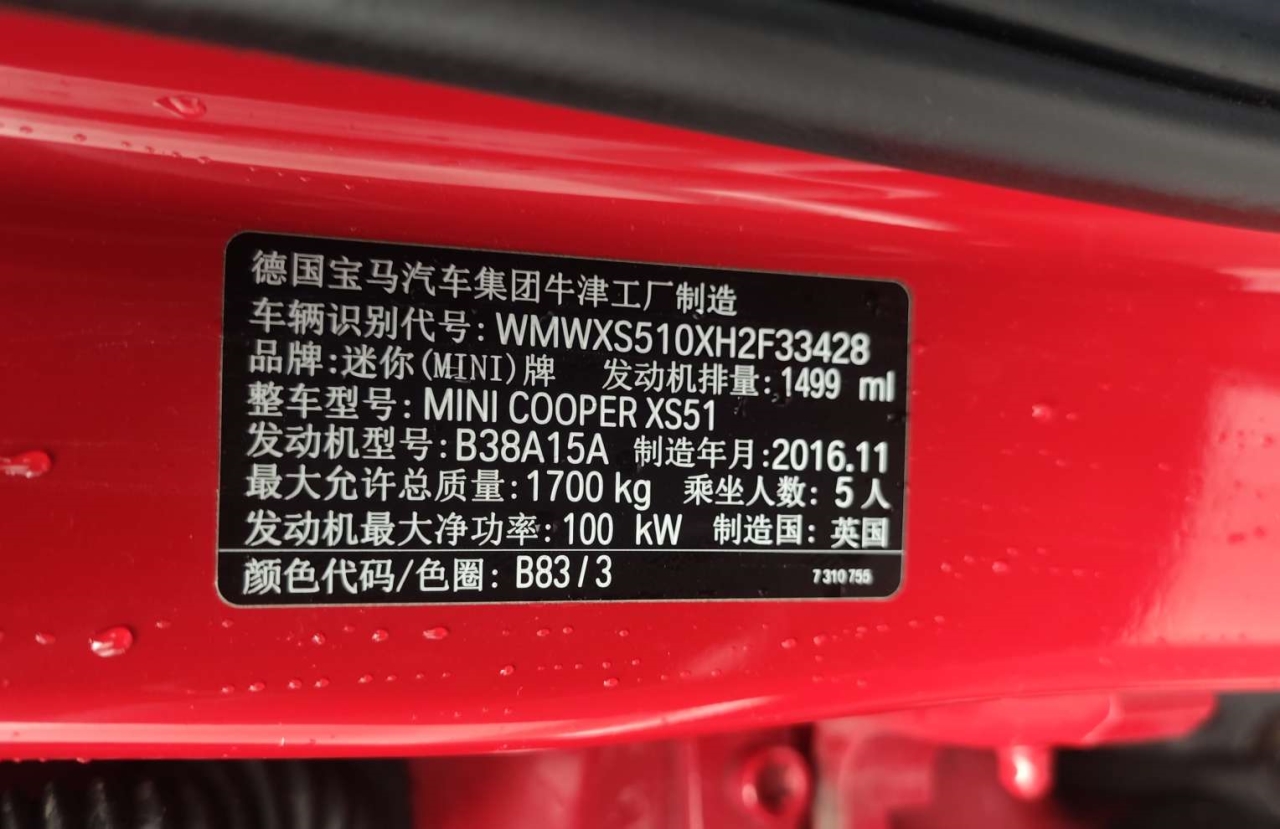 德国宝马汽车集团牛津工厂制造
车辆识别代号: WMWXS510XH2F33428
品牌:迷你(MINI)牌 发动机排量: 1499 ml
整车型号: MINI COOPER XS51
发动机型号: B38A15A 制造年月:2016.11
最大允许总质量: 1700 kg 乘坐人数: 5人
发动机最大净功率: 100 kW 制造国: 英国
颜色代码/色圈: B83 / 3 7 310 755